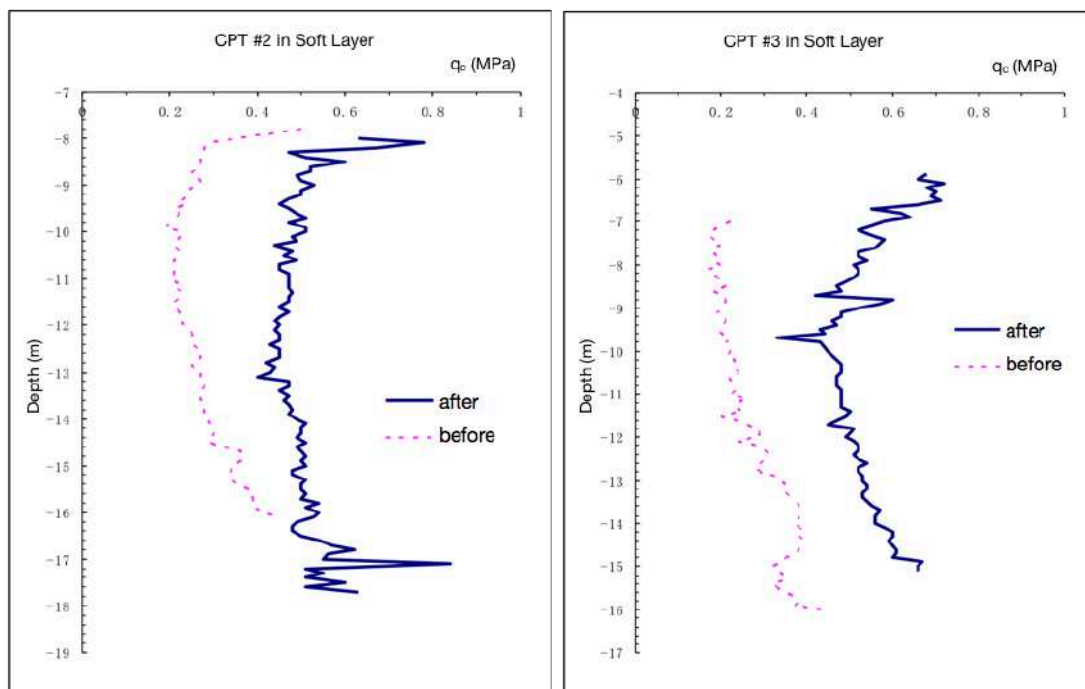 CPT #2 in Soft Layer
qc (MPa)
-7
0 0.2 0.4 0.6 0.8 1
-8
-9
-10
-11
-12
-13
-14
-15
-16
-17
-18
-19
Depth (m)
after
before
CPT #3 in Soft Layer
qc (MPa)
-4
0 0.2 0.4 0.6 0.8 1
-5
-6
-7
-8
-9
-10
-11
-12
-13
-14
-15
-16
-17
Depth (m)
after
before